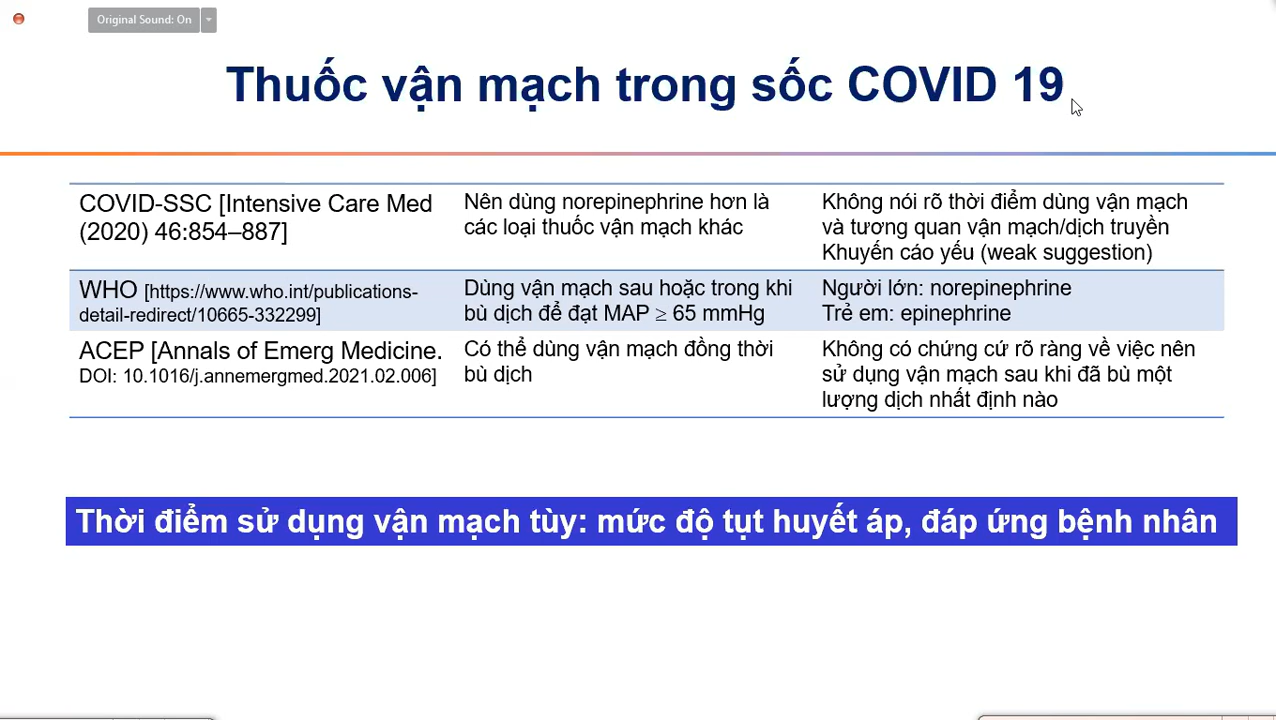 Original Sound: On
Thuốc vận mạch trong sốc COVID 19
COVID-SSC [Intensive Care Med
(2020) 46:854–887]
Nên dùng norepinephrine hơn là
các loại thuốc vận mạch khác
Không nói rõ thời điểm dùng vận mạch
và tương quan vận mạch/dịch truyền
Khuyến cáo yếu (weak suggestion)
WHO [https://www.who.int/publications-
detail-redirect/10665-332299]
Dùng vận mạch sau hoặc trong khi
bù dịch để đạt MAP ≥ 65 mmHg
Người lớn: norepinephrine
Trẻ em: epinephrine
ACEP [Annals of Emerg Medicine.
DOI: 10.1016/j.annemergmed.2021.02.006]
Có thể dùng vận mạch đồng thời
bù dịch
Không có chứng cứ rõ ràng về việc nên
sử dụng vận mạch sau khi đã bù một
lượng dịch nhất định nào
Thời điểm sử dụng vận mạch tùy: mức độ tụt huyết áp, đáp ứng bệnh nhân